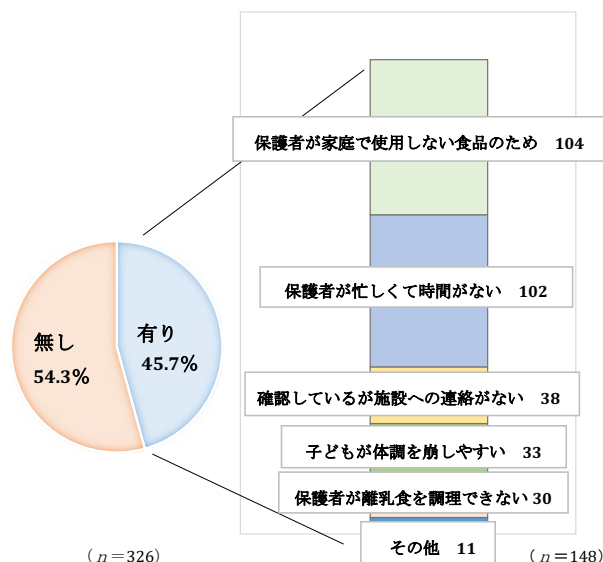 保護者が家庭で使用しない食品のため 104
保護者が忙しくて時間がない 102
無し
54.3%
有り
45.7%
確認しているが施設への連絡がない 38
子どもが体調を崩しやすい 33
保護者が離乳食を調理できない 30
その他 11
（n＝326）
（n＝148）